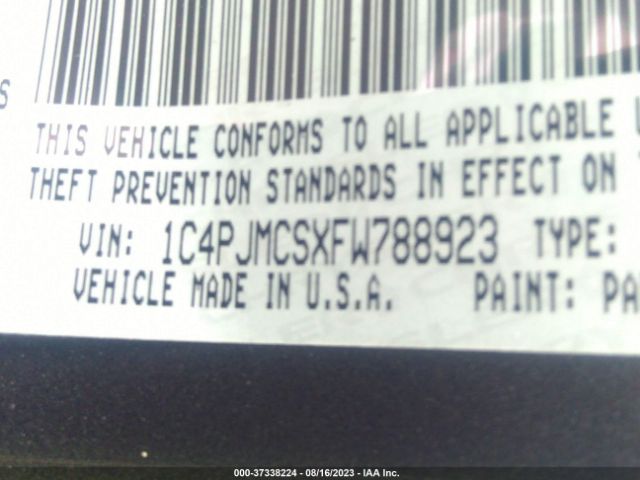 S
THIS VEHICLE CONFORMS TO ALL APPLICABLE
THEFT PREVENTION STANDARDS IN EFFECT ON
VIN: 1C4PJMCSXFW788923 TYPE:
VEHICLE MADE IN U.S.A. PAINT: PA
000-37338224 - 08/16/2023 - IAA Inc.